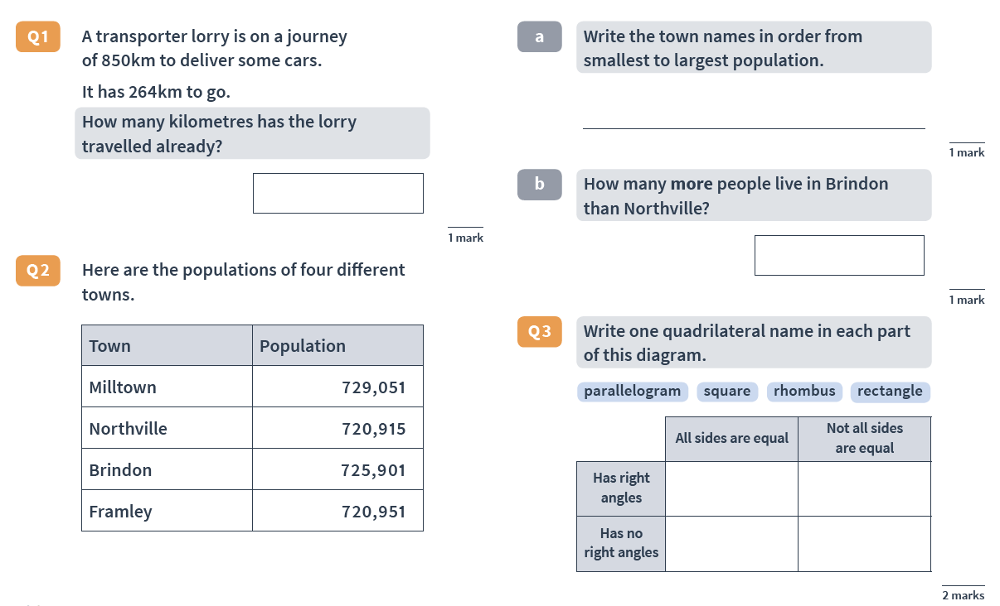 Q1
A transporter lorry is on a journey
of 850km to deliver some cars.
It has 264km to go.
How many kilometres has the lorry
travelled already?
1 mark
Q2
Here are the populations of four different
towns.
Town Population
Milltown 729,051
Northville 720,915
Brindon 725,901
Framley 720,951
a
Write the town names in order from
smallest to largest population.
1 mark
b
How many more people live in Brindon
than Northville?
1 mark
Q3
Write one quadrilateral name in each part
of this diagram.
parallelogram square rhombus rectangle
All sides are equal
Not all sides
are equal
Has right
angles
Has no
right angles
2 marks